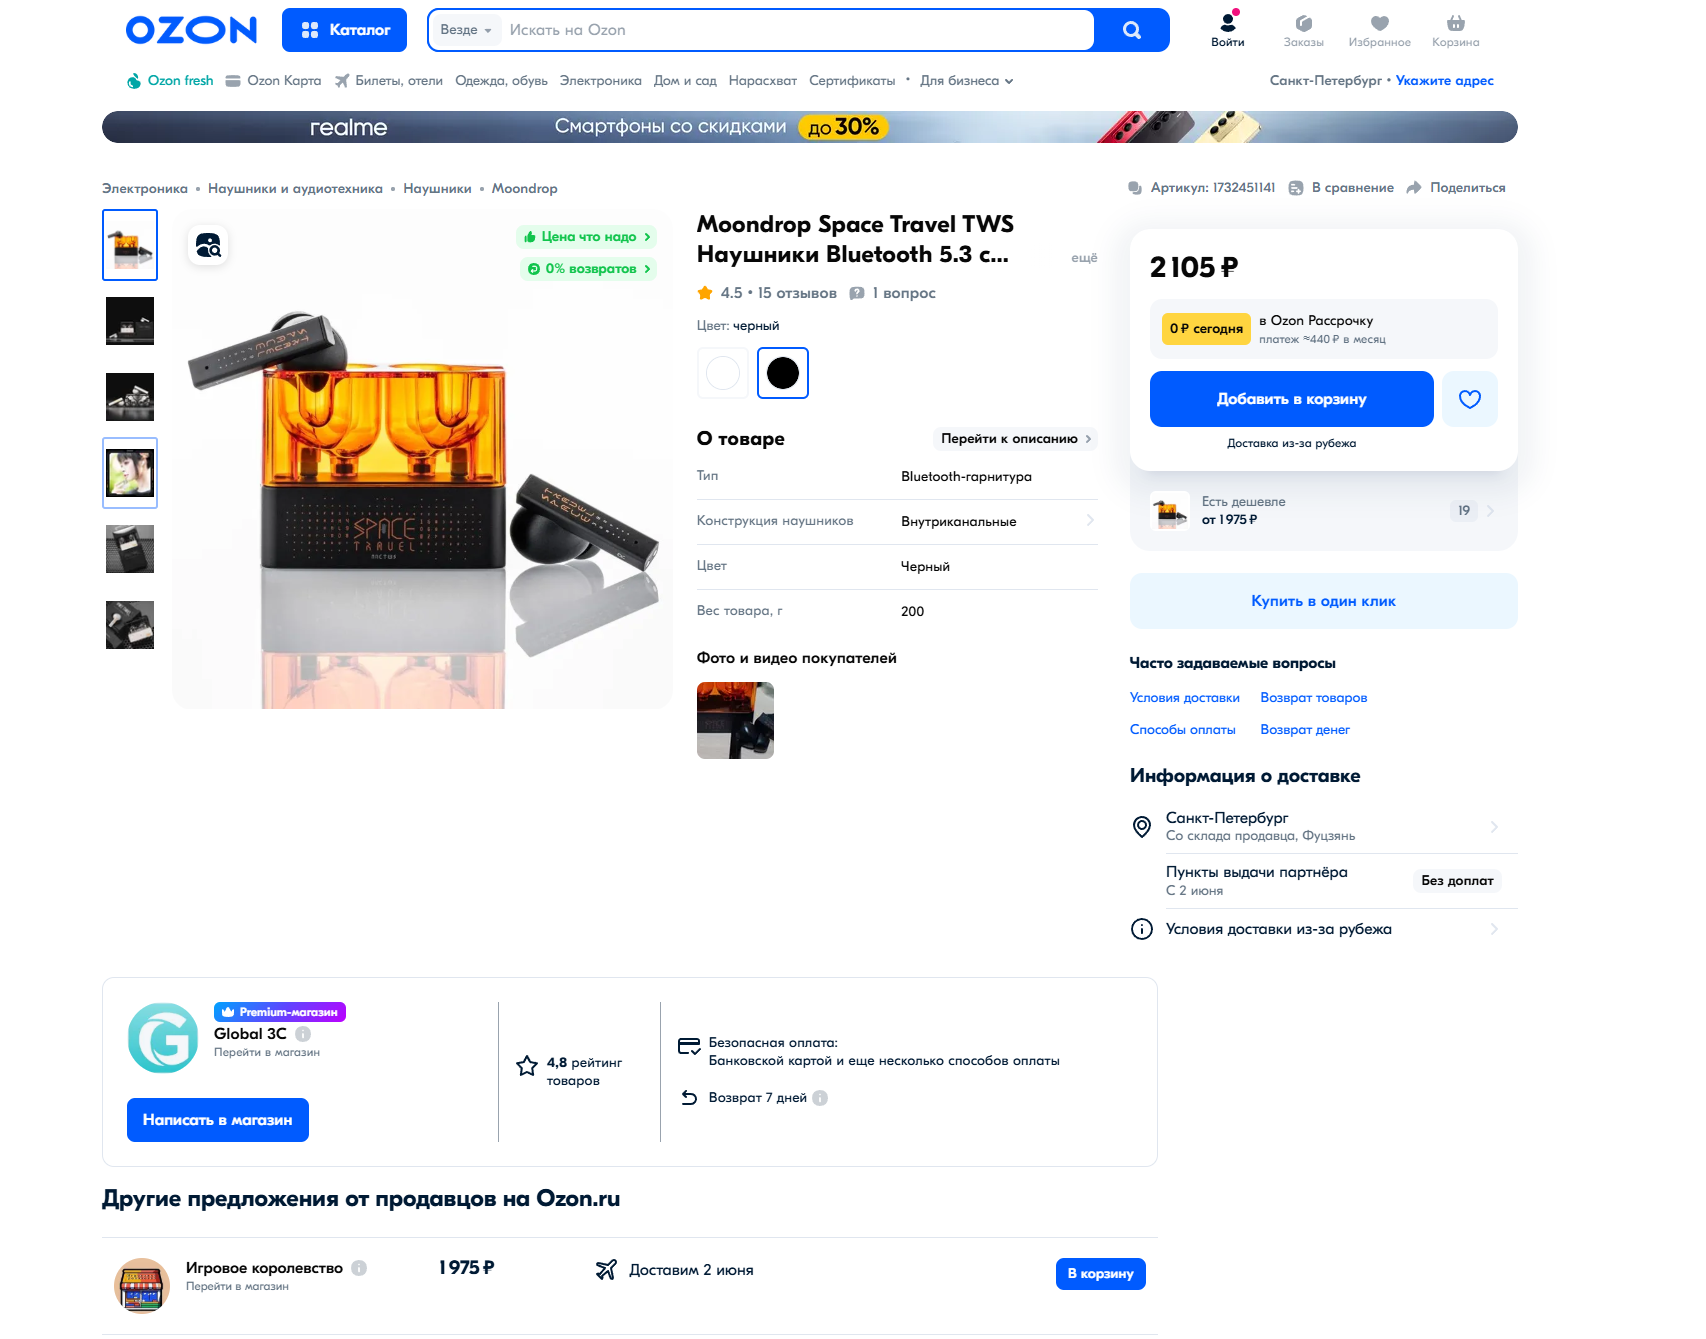 OZON
Каталог
Везде
Искать на Ozon
Войти
Заказы
Избранное
Корзина
Ozon fresh
Ozon Карта
Билеты, отели
Одежда, обувь
Электроника
Дом и сад
Нарасхват
Сертификаты
•
Для бизнеса
Санкт-Петербург • Укажите адрес
realme
Смартфоны со скидками до 30%
Электроника • Наушники и аудиотехника • Наушники • Moondrop
Артикул: 1732451141
В сравнение
Поделиться
Цена что надо
0% возвратов
SPACE
TRAVEL
SPACE
TRAVEL
SPACE
TRAVEL
Moondrop Space Travel TWS
Наушники Bluetooth 5.3 с...
ещё
4.5 • 15 отзывов
1 вопрос
Цвет: черный
О товаре
Перейти к описанию
Тип
Bluetooth-гарнитура
Конструкция наушников
Внутриканальные
Цвет
Черный
Вес товара, г
200
Фото и видео покупателей
2 105 ₽
0 ₽ сегодня
в Ozon Рассрочку
платеж ≈440 ₽ в месяц
Добавить в корзину
Доставка из-за рубежа
Есть дешевле
от 1 975 ₽
19
Купить в один клик
Часто задаваемые вопросы
Условия доставки
Возврат товаров
Способы оплаты
Возврат денег
Информация о доставке
Санкт-Петербург
Со склада продавца, Фуцзянь
Пункты выдачи партнёра
С 2 июня
Без доплат
Условия доставки из-за рубежа
Premium-магазин
Global 3C
Перейти в магазин
Написать в магазин
4,8 рейтинг
товаров
Безопасная оплата:
Банковской картой и еще несколько способов оплаты
Возврат 7 дней
Другие предложения от продавцов на Ozon.ru
Игровое королевство
Перейти в магазин
1 975 ₽
Доставим 2 июня
В корзину